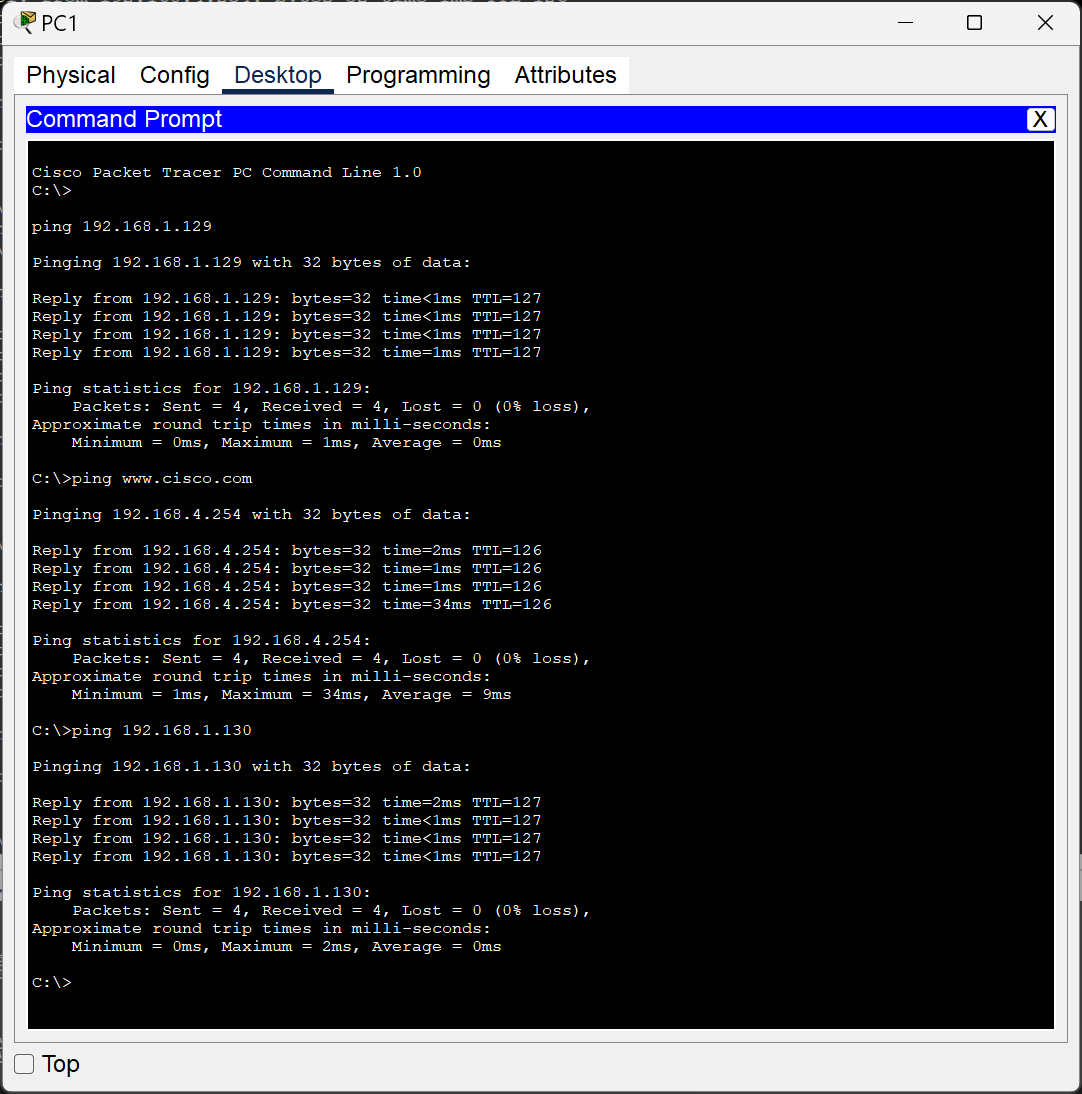 PC1
Physical Config Desktop Programming Attributes
Command Prompt X
Cisco Packet Tracer PC Command Line 1.0
C:\>
ping 192.168.1.129
Pinging 192.168.1.129 with 32 bytes of data:
Reply from 192.168.1.129: bytes=32 time<1ms TTL=127
Reply from 192.168.1.129: bytes=32 time<1ms TTL=127
Reply from 192.168.1.129: bytes=32 time<1ms TTL=127
Reply from 192.168.1.129: bytes=32 time=1ms TTL=127
Ping statistics for 192.168.1.129:
    Packets: Sent = 4, Received = 4, Lost = 0 (0% loss),
Approximate round trip times in milli-seconds:
    Minimum = 0ms, Maximum = 1ms, Average = 0ms
C:\>ping www.cisco.com
Pinging 192.168.4.254 with 32 bytes of data:
Reply from 192.168.4.254: bytes=32 time=2ms TTL=126
Reply from 192.168.4.254: bytes=32 time=1ms TTL=126
Reply from 192.168.4.254: bytes=32 time=1ms TTL=126
Reply from 192.168.4.254: bytes=32 time=34ms TTL=126
Ping statistics for 192.168.4.254:
    Packets: Sent = 4, Received = 4, Lost = 0 (0% loss),
Approximate round trip times in milli-seconds:
    Minimum = 1ms, Maximum = 34ms, Average = 9ms
C:\>ping 192.168.1.130
Pinging 192.168.1.130 with 32 bytes of data:
Reply from 192.168.1.130: bytes=32 time=2ms TTL=127
Reply from 192.168.1.130: bytes=32 time<1ms TTL=127
Reply from 192.168.1.130: bytes=32 time<1ms TTL=127
Reply from 192.168.1.130: bytes=32 time<1ms TTL=127
Ping statistics for 192.168.1.130:
    Packets: Sent = 4, Received = 4, Lost = 0 (0% loss),
Approximate round trip times in milli-seconds:
    Minimum = 0ms, Maximum = 2ms, Average = 0ms
C:\>
Top